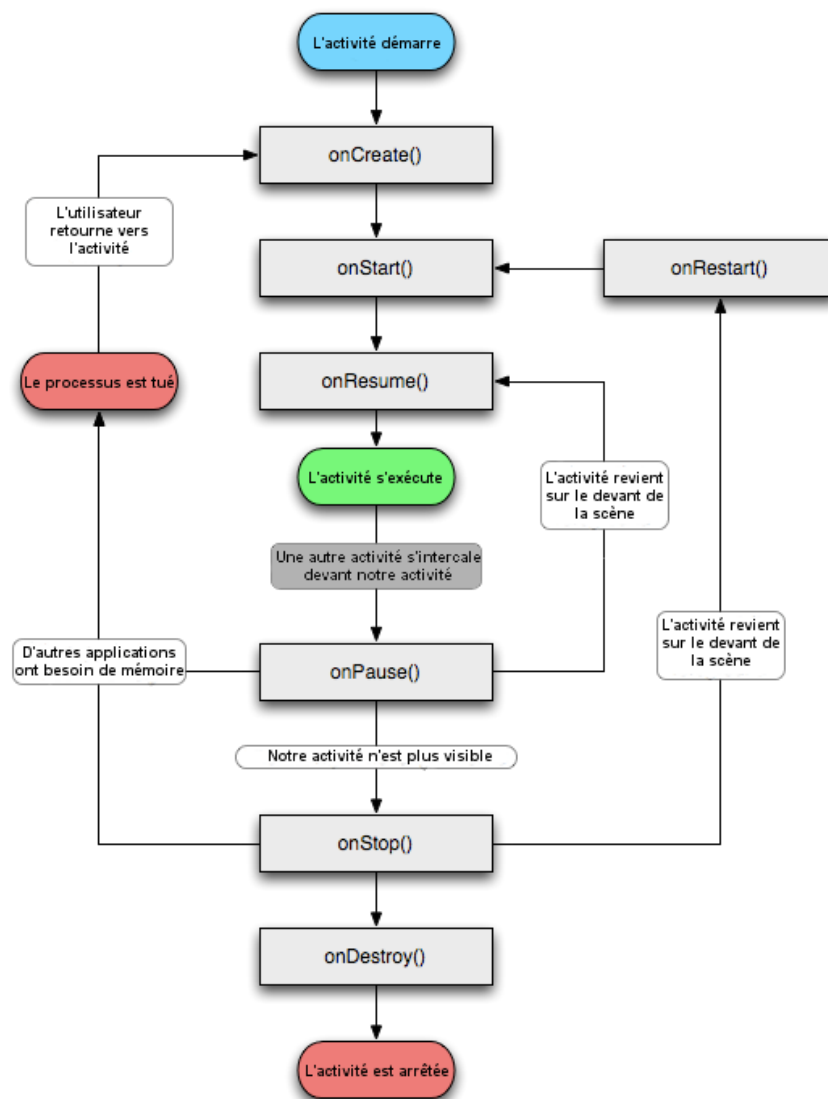 L'activité démarre
onCreate()
L'utilisateur
retourne vers
l'activité
onStart()
onRestart()
Le processus est tué
onResume()
L'activité s'exécute
L'activité revient
sur le devant de
la scène
Une autre activité s'intercale
devant notre activité
D'autres applications
ont besoin de mémoire
onPause()
L'activité revient
sur le devant de
la scène
Notre activité n'est plus visible
onStop()
onDestroy()
L'activité est arrêtée